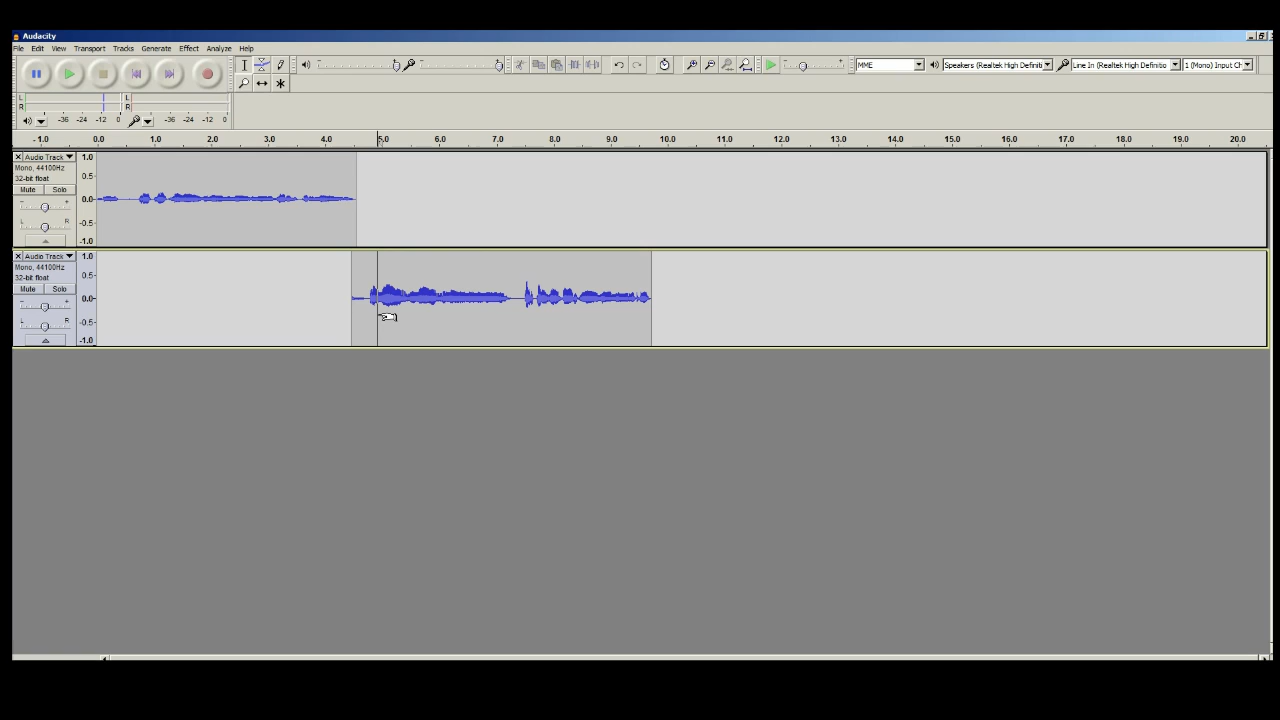 Audacity
File Edit View Transport Tracks Generate Effect Analyze Help
MME Speakers (Realtek High Definiti Line In (Realtek High Definitio 1 (Mono) Input Ch
L L
R R
-36 -24 -12 0 -36 -24 -12 0
-1.0 0.0 1.0 2.0 3.0 4.0 5.0 6.0 7.0 8.0 9.0 10.0 11.0 12.0 13.0 14.0 15.0 16.0 17.0 18.0 19.0 20.0
Audio Track 1.0
Mono, 44100Hz
32-bit float 0.5
Mute Solo
0.0
- +
L R -0.5
-1.0
Audio Track 1.0
Mono, 44100Hz
32-bit float 0.5
Mute Solo
0.0
- +
L R -0.5
-1.0